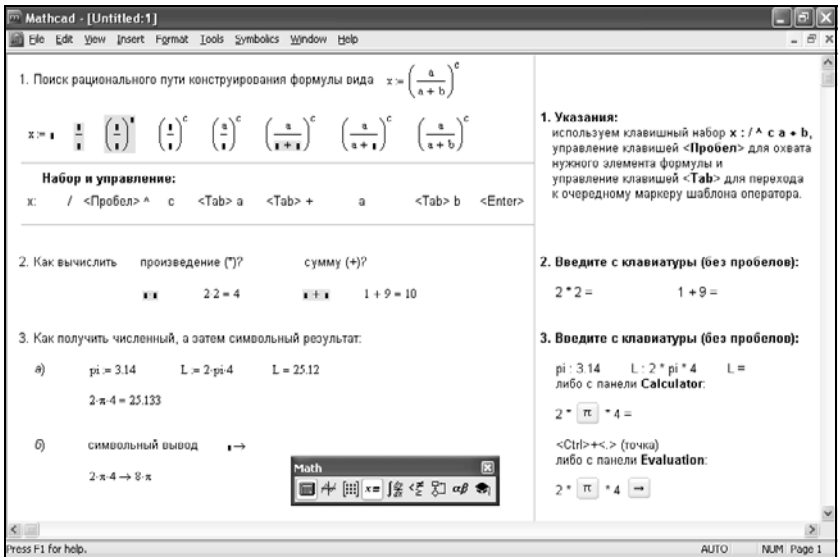 Mathcad - [Untitled:1]
File Edit View Insert Format Tools Symbolics Window Help
1. Поиск рационального пути конструирования формулы вида x := (a / (a + b))^c
x := ▮ ▮/▮ (▮/▮)^▮ (▮/▮)^c (a/▮)^c (a/(▮ + ▮))^c (a/(a + ▮))^c (a/(a + b))^c
Набор и управление:
x: / <Пробел> ^ c <Tab> a <Tab> + a <Tab> b <Enter>
1. Указания:
используем клавишный набор x : / ^ c a + b,
управление клавишей <Пробел> для охвата
нужного элемента формулы и
управление клавишей <Tab> для перехода
к очередному маркеру шаблона оператора.
2. Как вычислить произведение (*)? сумму (+)?
▮·▮ 2·2 = 4 ▮ + ▮ 1 + 9 = 10
2. Введите с клавиатуры (без пробелов):
2 * 2 = 1 + 9 =
3. Как получить численный, а затем символьный результат:
а) pi := 3.14 L := 2·pi·4 L = 25.12
2·π·4 = 25.133
б) символьный вывод ▮ →
2·π·4 → 8·π
3. Введите с клавиатуры (без пробелов):
pi : 3.14 L : 2 * pi * 4 L =
либо с панели Calculator:
2 * π * 4 =
<Ctrl>+<.> (точка)
либо с панели Evaluation:
2 * π * 4 →
Math
αβ
Press F1 for help.
AUTO NUM Page 1